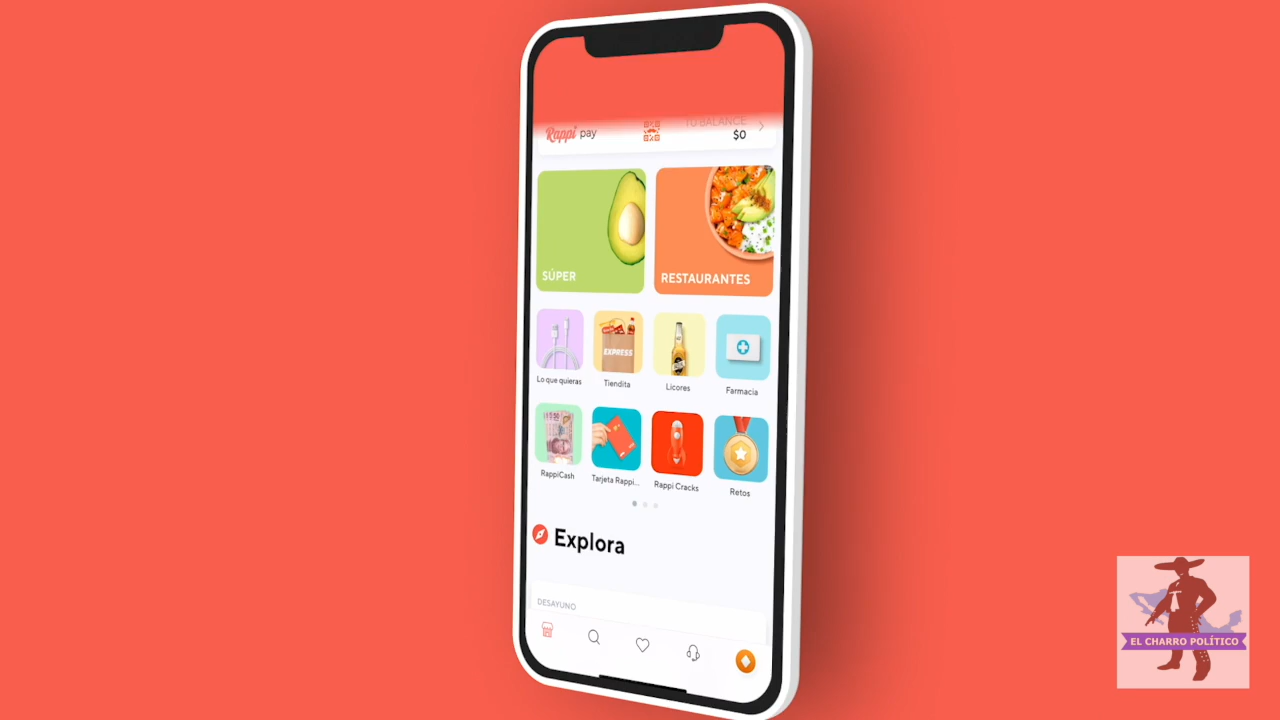 Rappi pay
TU BALANCE
$0
SÚPER
RESTAURANTES
EXPRESS
Lo que quieras
Tiendita
Licores
Farmacia
50
RappiCash
Tarjeta Rappi...
Rappi Cracks
Retos
Explora
DESAYUNO
EL CHARRO POLÍTICO